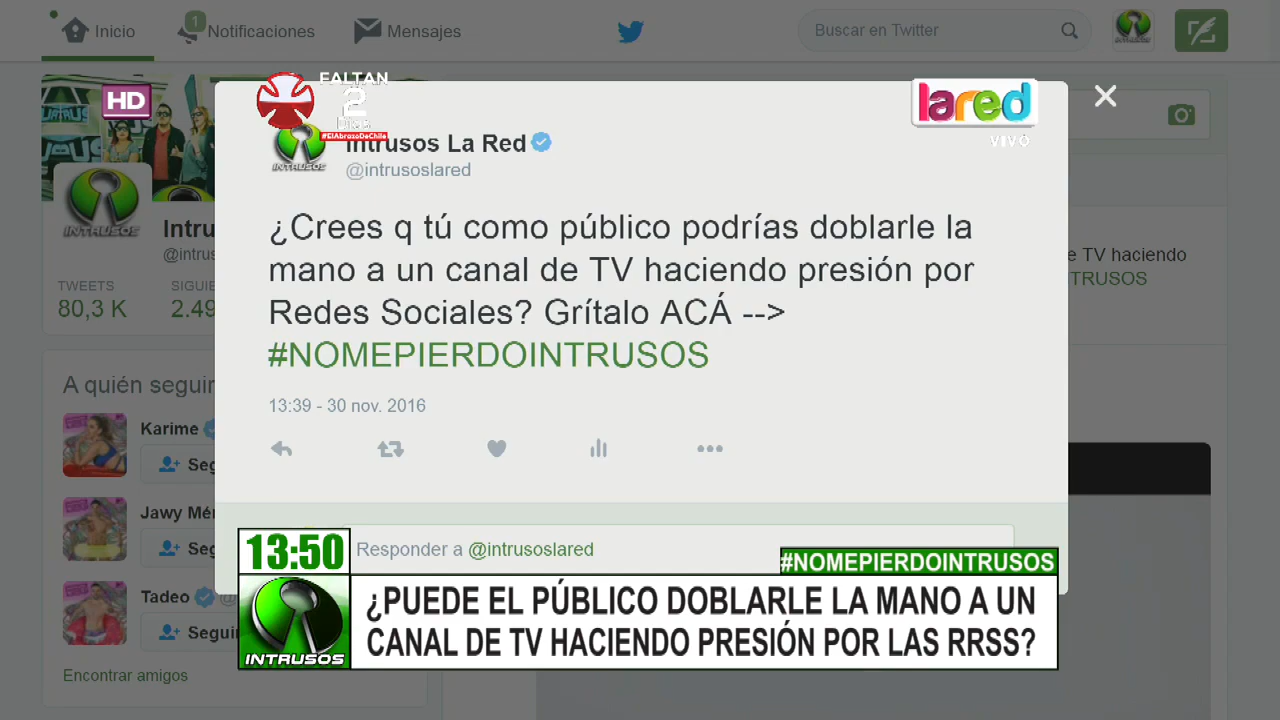 Inicio
1
Notificaciones
Mensajes
Buscar en Twitter
HD
FALTAN
2
Días
#ElAbrazoDeChile
lared
VIVO
INTRUSOS
Intrusos La Red
@intrusoslared
¿Crees q tú como público podrías doblarle la
mano a un canal de TV haciendo presión por
Redes Sociales? Grítalo ACÁ -->
#NOMEPIERDOINTRUSOS
13:39 - 30 nov. 2016
INTRUSOS
Intru
@intrus
TWEETS
SIGUIE
80,3 K
2.49
e TV haciendo
TRUSOS
A quién seguir
Karime
Seg
Jawy Mér
Seg
Tadeo
Seguir
Encontrar amigos
Responder a @intrusoslared
13:50
#NOMEPIERDOINTRUSOS
INTRUSOS
¿PUEDE EL PÚBLICO DOBLARLE LA MANO A UN
CANAL DE TV HACIENDO PRESIÓN POR LAS RRSS?